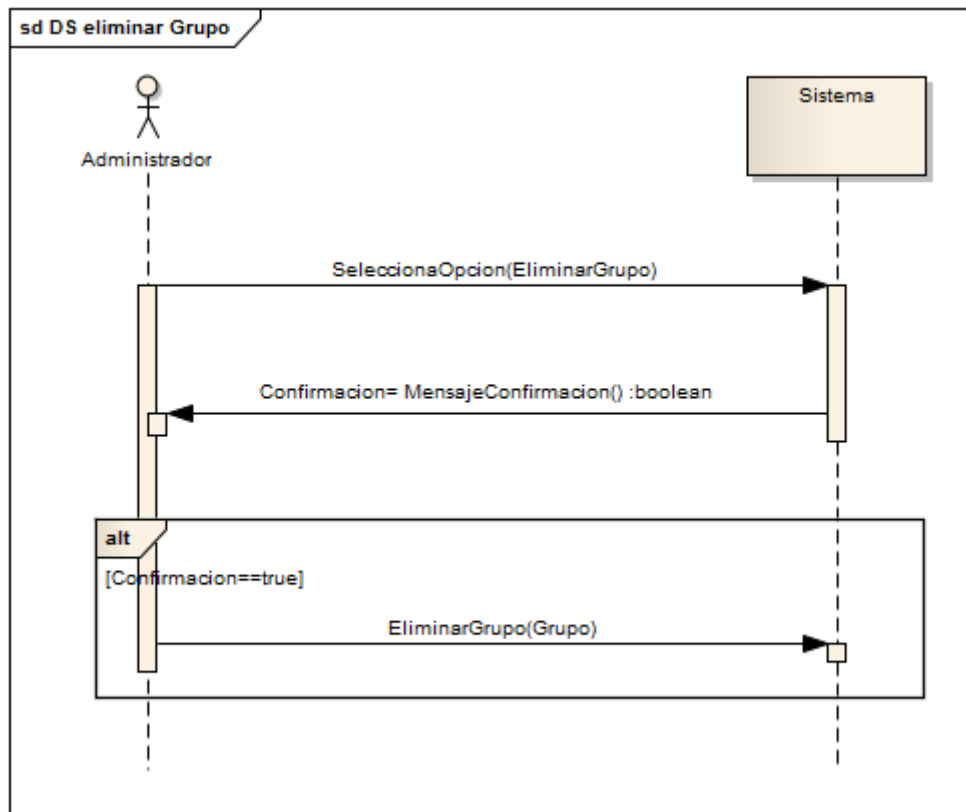 sd DS eliminar Grupo
Sistema
Administrador
SeleccionaOpcion(EliminarGrupo)
Confirmacion= MensajeConfirmacion() :boolean
alt
[Confirmacion==true]
EliminarGrupo(Grupo)